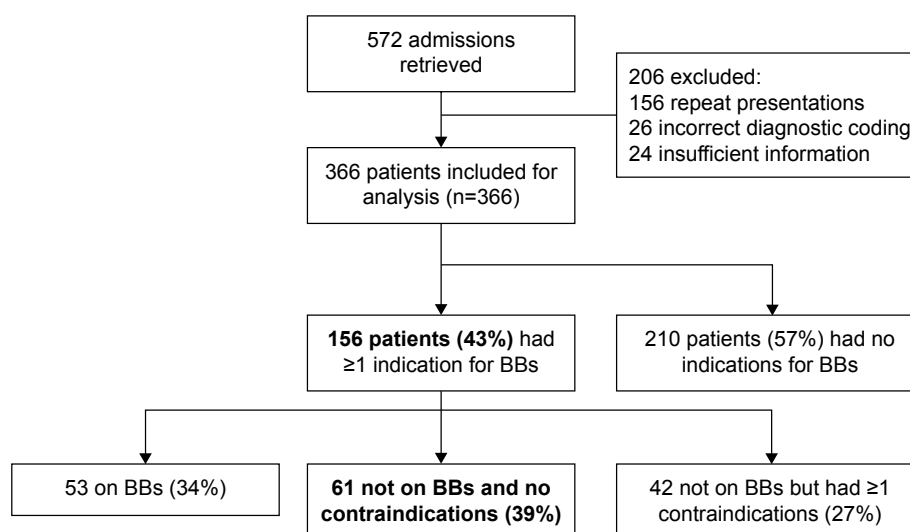 572 admissions
retrieved
206 excluded:
156 repeat presentations
26 incorrect diagnostic coding
24 insufficient information
366 patients included for
analysis (n=366)
156 patients (43%) had
≥1 indication for BBs
210 patients (57%) had no
indications for BBs
53 on BBs (34%)
61 not on BBs and no
contraindications (39%)
42 not on BBs but had ≥1
contraindications (27%)